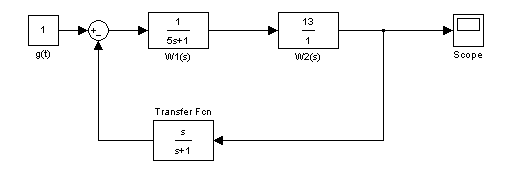 1
g(t)
+
−
1
5s+1
W1(s)
13
1
W2(s)
Scope
Transfer Fcn
s
s+1